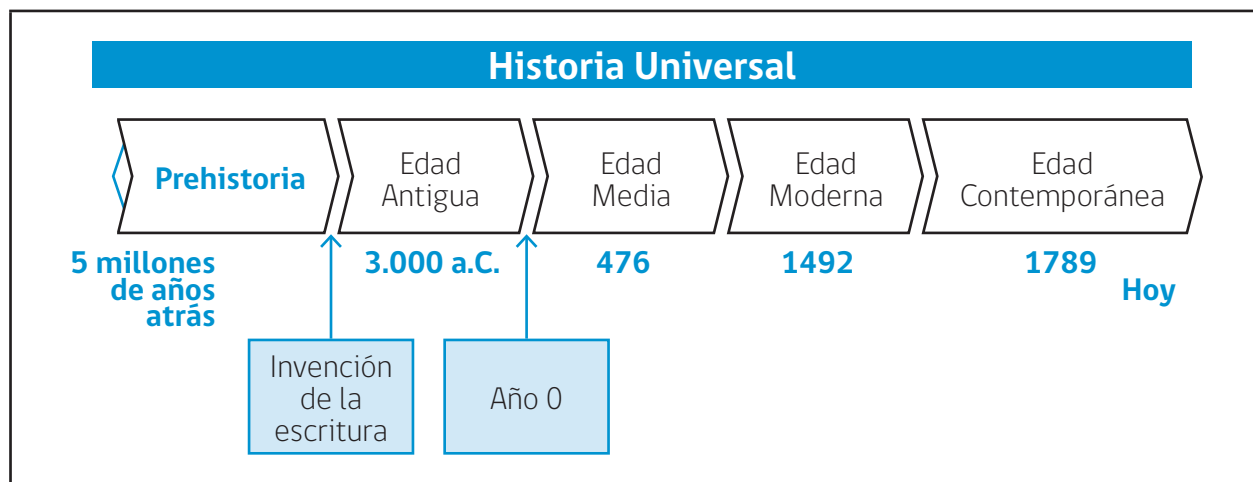 Historia Universal
Prehistoria
Edad
Antigua
Edad
Media
Edad
Moderna
Edad
Contemporánea
5 millones
de años
atrás
3.000 a.C.
476
1492
1789
Hoy
Invención
de la
escritura
Año 0